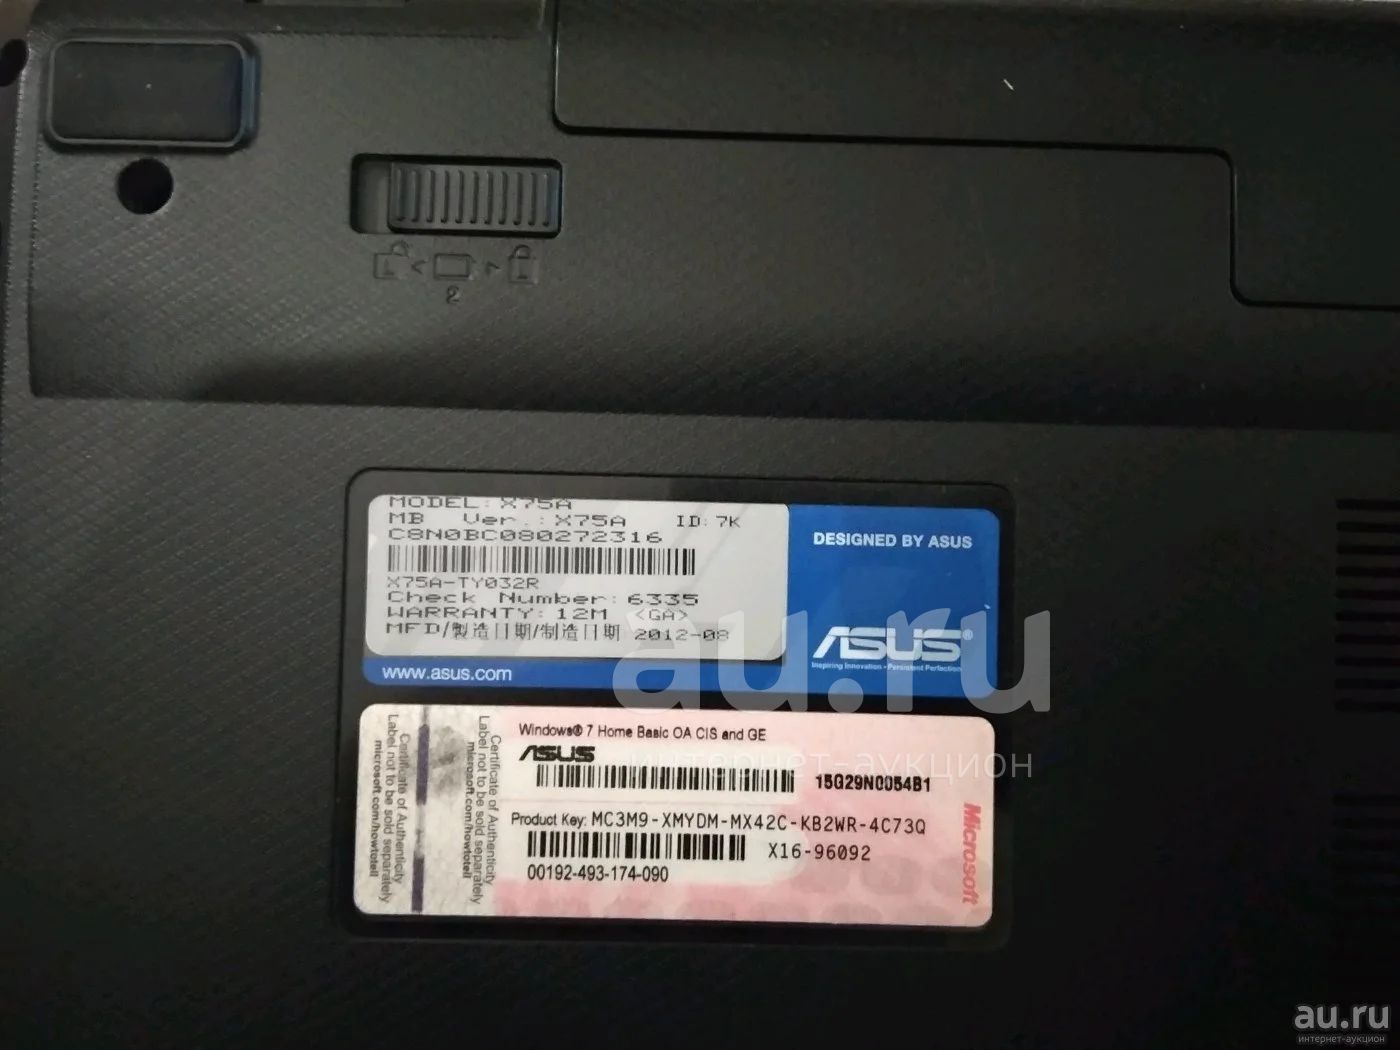 2
MODEL: X75A
MB Ver.: X75A ID: 7K
C8N0BC080272316
X75A-TY032R
Check Number: 6335
WARRANTY: 12M <GA>
MFD/製造日期/制造日期 2012-08
www.asus.com
DESIGNED BY ASUS
ASUS®
Inspiring Innovation • Persistent Perfection
au.ru
интернет-аукцион
Certificate of Authenticity
Label not to be sold separately
microsoft.com/howtotell
Certificate of Authenticity
Label not to be sold separately
microsoft.com/howtotell
Windows® 7 Home Basic OA CIS and GE
ASUS
15G29N0054B1
Product Key: MC3M9-XMYDM-MX42C-KB2WR-4C73Q
X16-96092
00192-493-174-090
Microsoft
au.ru
интернет-аукцион